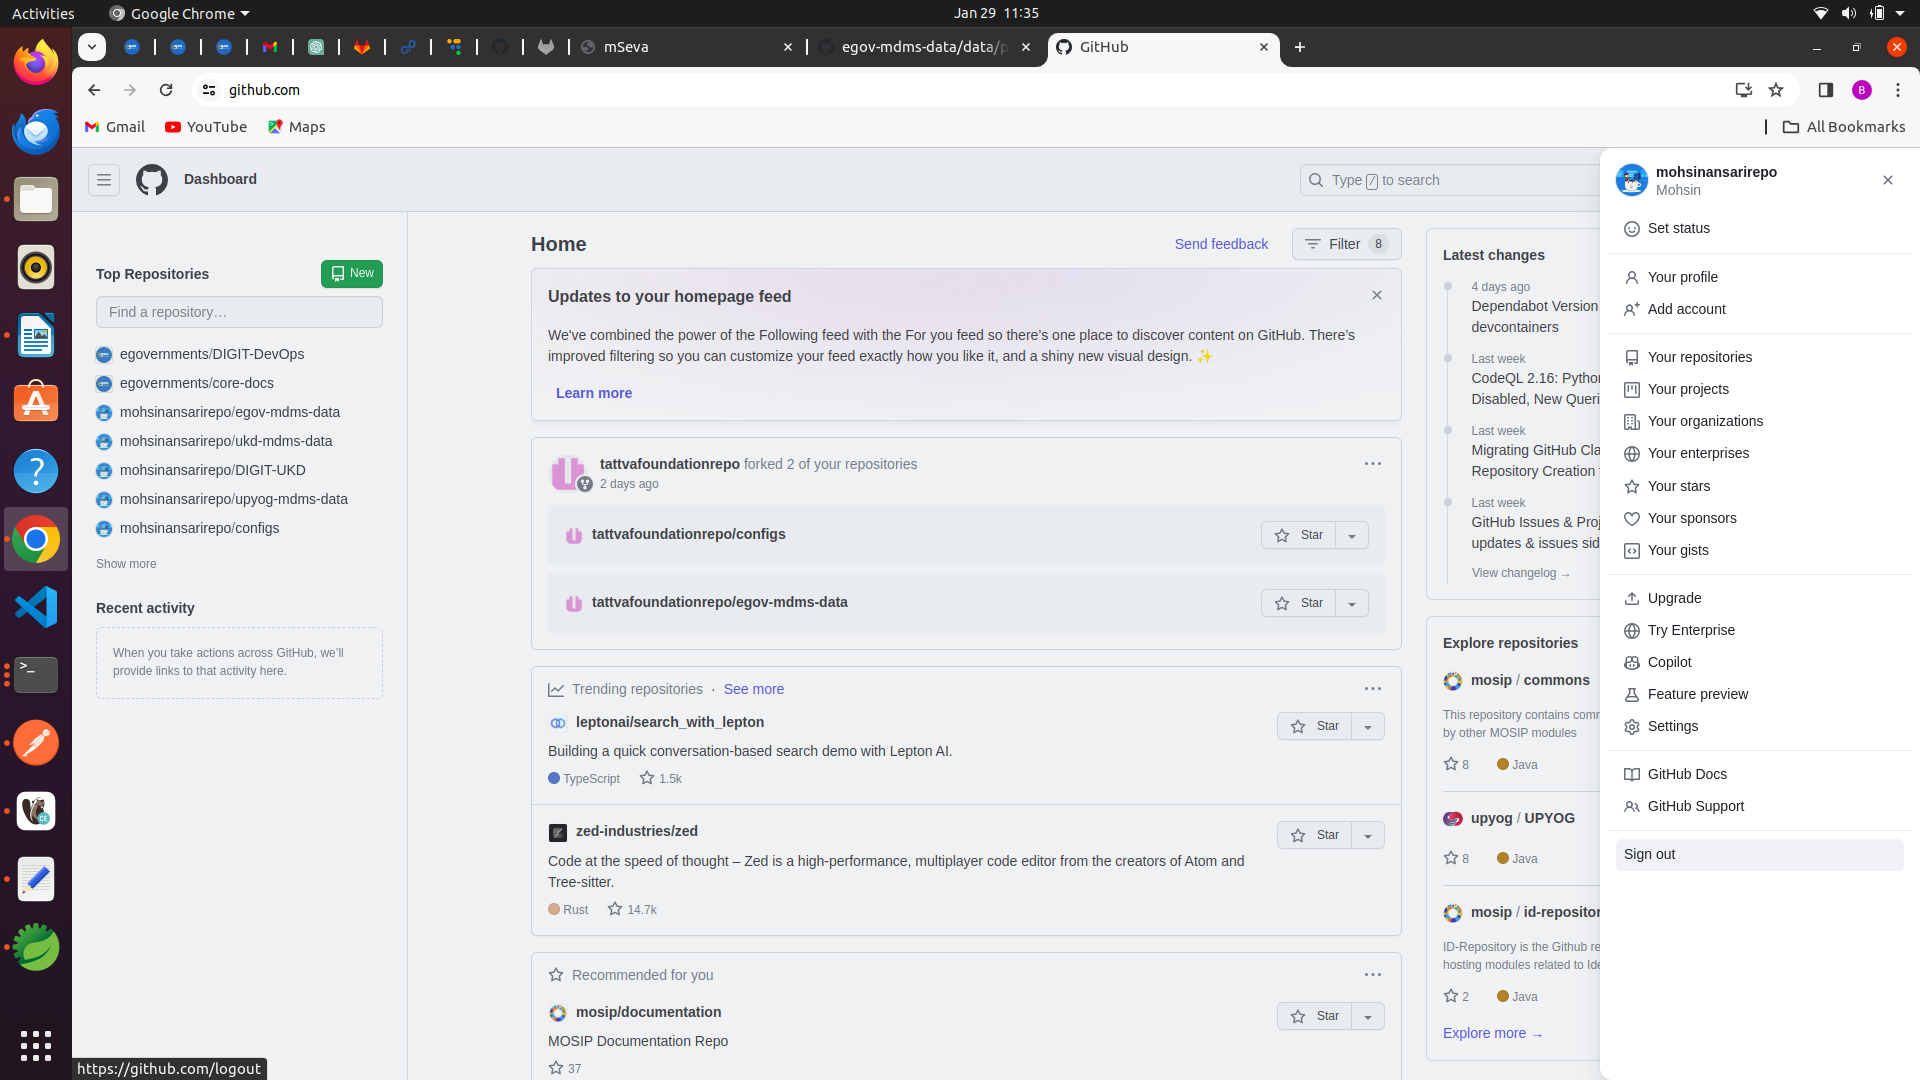 Activities
Google Chrome
Jan 29 11:35
mSeva
egov-mdms-data/data/p
GitHub
github.com
B
Gmail
YouTube
Maps
All Bookmarks
Dashboard
Type / to search
Top Repositories
New
Find a repository…
egovernments/DIGIT-DevOps
egovernments/core-docs
mohsinansarirepo/egov-mdms-data
mohsinansarirepo/ukd-mdms-data
mohsinansarirepo/DIGIT-UKD
mohsinansarirepo/upyog-mdms-data
mohsinansarirepo/configs
Show more
Recent activity
When you take actions across GitHub, we'll
provide links to that activity here.
Home
Send feedback
Filter 8
Updates to your homepage feed
We've combined the power of the Following feed with the For you feed so there's one place to discover content on GitHub. There's
improved filtering so you can customize your feed exactly how you like it, and a shiny new visual design. ✨
Learn more
tattvafoundationrepo forked 2 of your repositories
2 days ago
tattvafoundationrepo/configs
Star
tattvafoundationrepo/egov-mdms-data
Star
Trending repositories · See more
leptonai/search_with_lepton
Star
Building a quick conversation-based search demo with Lepton AI.
TypeScript 1.5k
zed-industries/zed
Star
Code at the speed of thought – Zed is a high-performance, multiplayer code editor from the creators of Atom and
Tree-sitter.
Rust 14.7k
Recommended for you
mosip/documentation
Star
MOSIP Documentation Repo
37
Latest changes
4 days ago
Dependabot Version
devcontainers
Last week
CodeQL 2.16: Python
Disabled, New Queri
Last week
Migrating GitHub Cla
Repository Creation
Last week
GitHub Issues & Proj
updates & issues sid
View changelog →
Explore repositories
mosip / commons
This repository contains comm
by other MOSIP modules
8 Java
upyog / UPYOG
8 Java
mosip / id-repositor
ID-Repository is the Github re
hosting modules related to Ide
2 Java
Explore more →
mohsinansarirepo
Mohsin
Set status
Your profile
Add account
Your repositories
Your projects
Your organizations
Your enterprises
Your stars
Your sponsors
Your gists
Upgrade
Try Enterprise
Copilot
Feature preview
Settings
GitHub Docs
GitHub Support
Sign out
https://github.com/logout